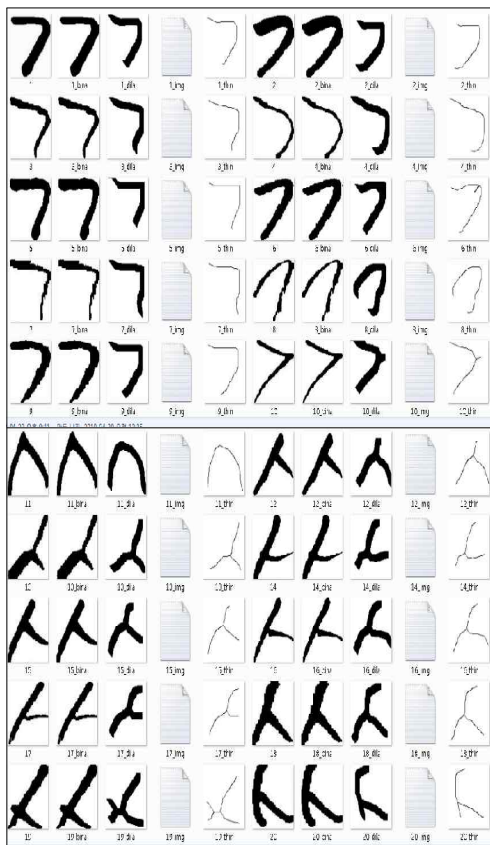 1 1_bina 1_dila 1_img 1_thin 2 2_bina 2_dila 2_img 2_thin
3 3_bina 3_dila 3_img 3_thin 4 4_bina 4_dila 4_img 4_thin
5 5_bina 5_dila 5_img 5_thin 6 6_bina 6_dila 6_img 6_thin
7 7_bina 7_dila 7_img 7_thin 8 8_bina 8_dila 8_img 8_thin
9 9_bina 9_dila 9_img 9_thin 10 10_bina 10_dila 10_img 10_thin
11 11_bina 11_dila 11_img 11_thin 12 12_bina 12_dila 12_img 12_thin
13 13_bina 13_dila 13_img 13_thin 14 14_bina 14_dila 14_img 14_thin
15 15_bina 15_dila 15_img 15_thin 16 16_bina 16_dila 16_img 16_thin
17 17_bina 17_dila 17_img 17_thin 18 18_bina 18_dila 18_img 18_thin
19 19_bina 19_dila 19_img 19_thin 20 20_bina 20_dila 20_img 20_thin